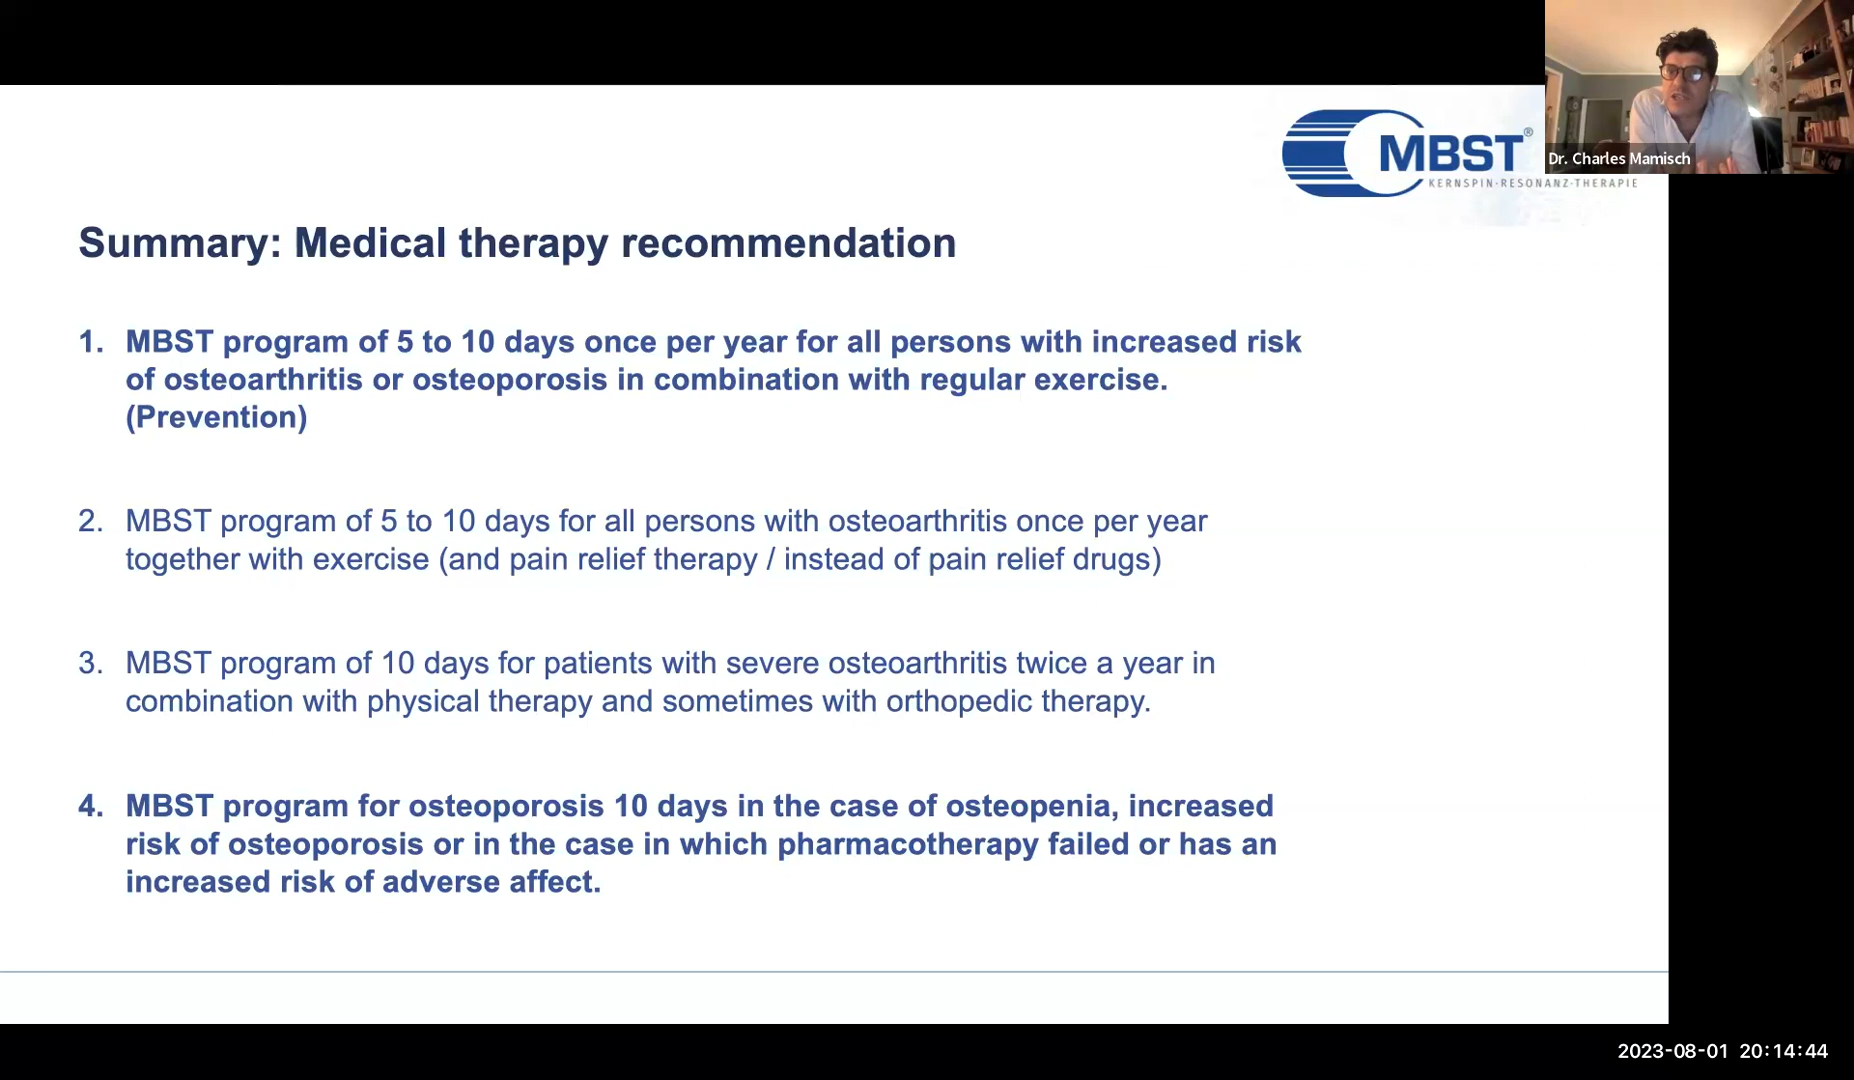 MBST®
KERNSPIN·RESONANZ·THERAPIE
Dr. Charles Mamisch
Summary: Medical therapy recommendation
1. MBST program of 5 to 10 days once per year for all persons with increased risk
of osteoarthritis or osteoporosis in combination with regular exercise.
(Prevention)
2. MBST program of 5 to 10 days for all persons with osteoarthritis once per year
together with exercise (and pain relief therapy / instead of pain relief drugs)
3. MBST program of 10 days for patients with severe osteoarthritis twice a year in
combination with physical therapy and sometimes with orthopedic therapy.
4. MBST program for osteoporosis 10 days in the case of osteopenia, increased
risk of osteoporosis or in the case in which pharmacotherapy failed or has an
increased risk of adverse affect.
2023-08-01 20:14:44